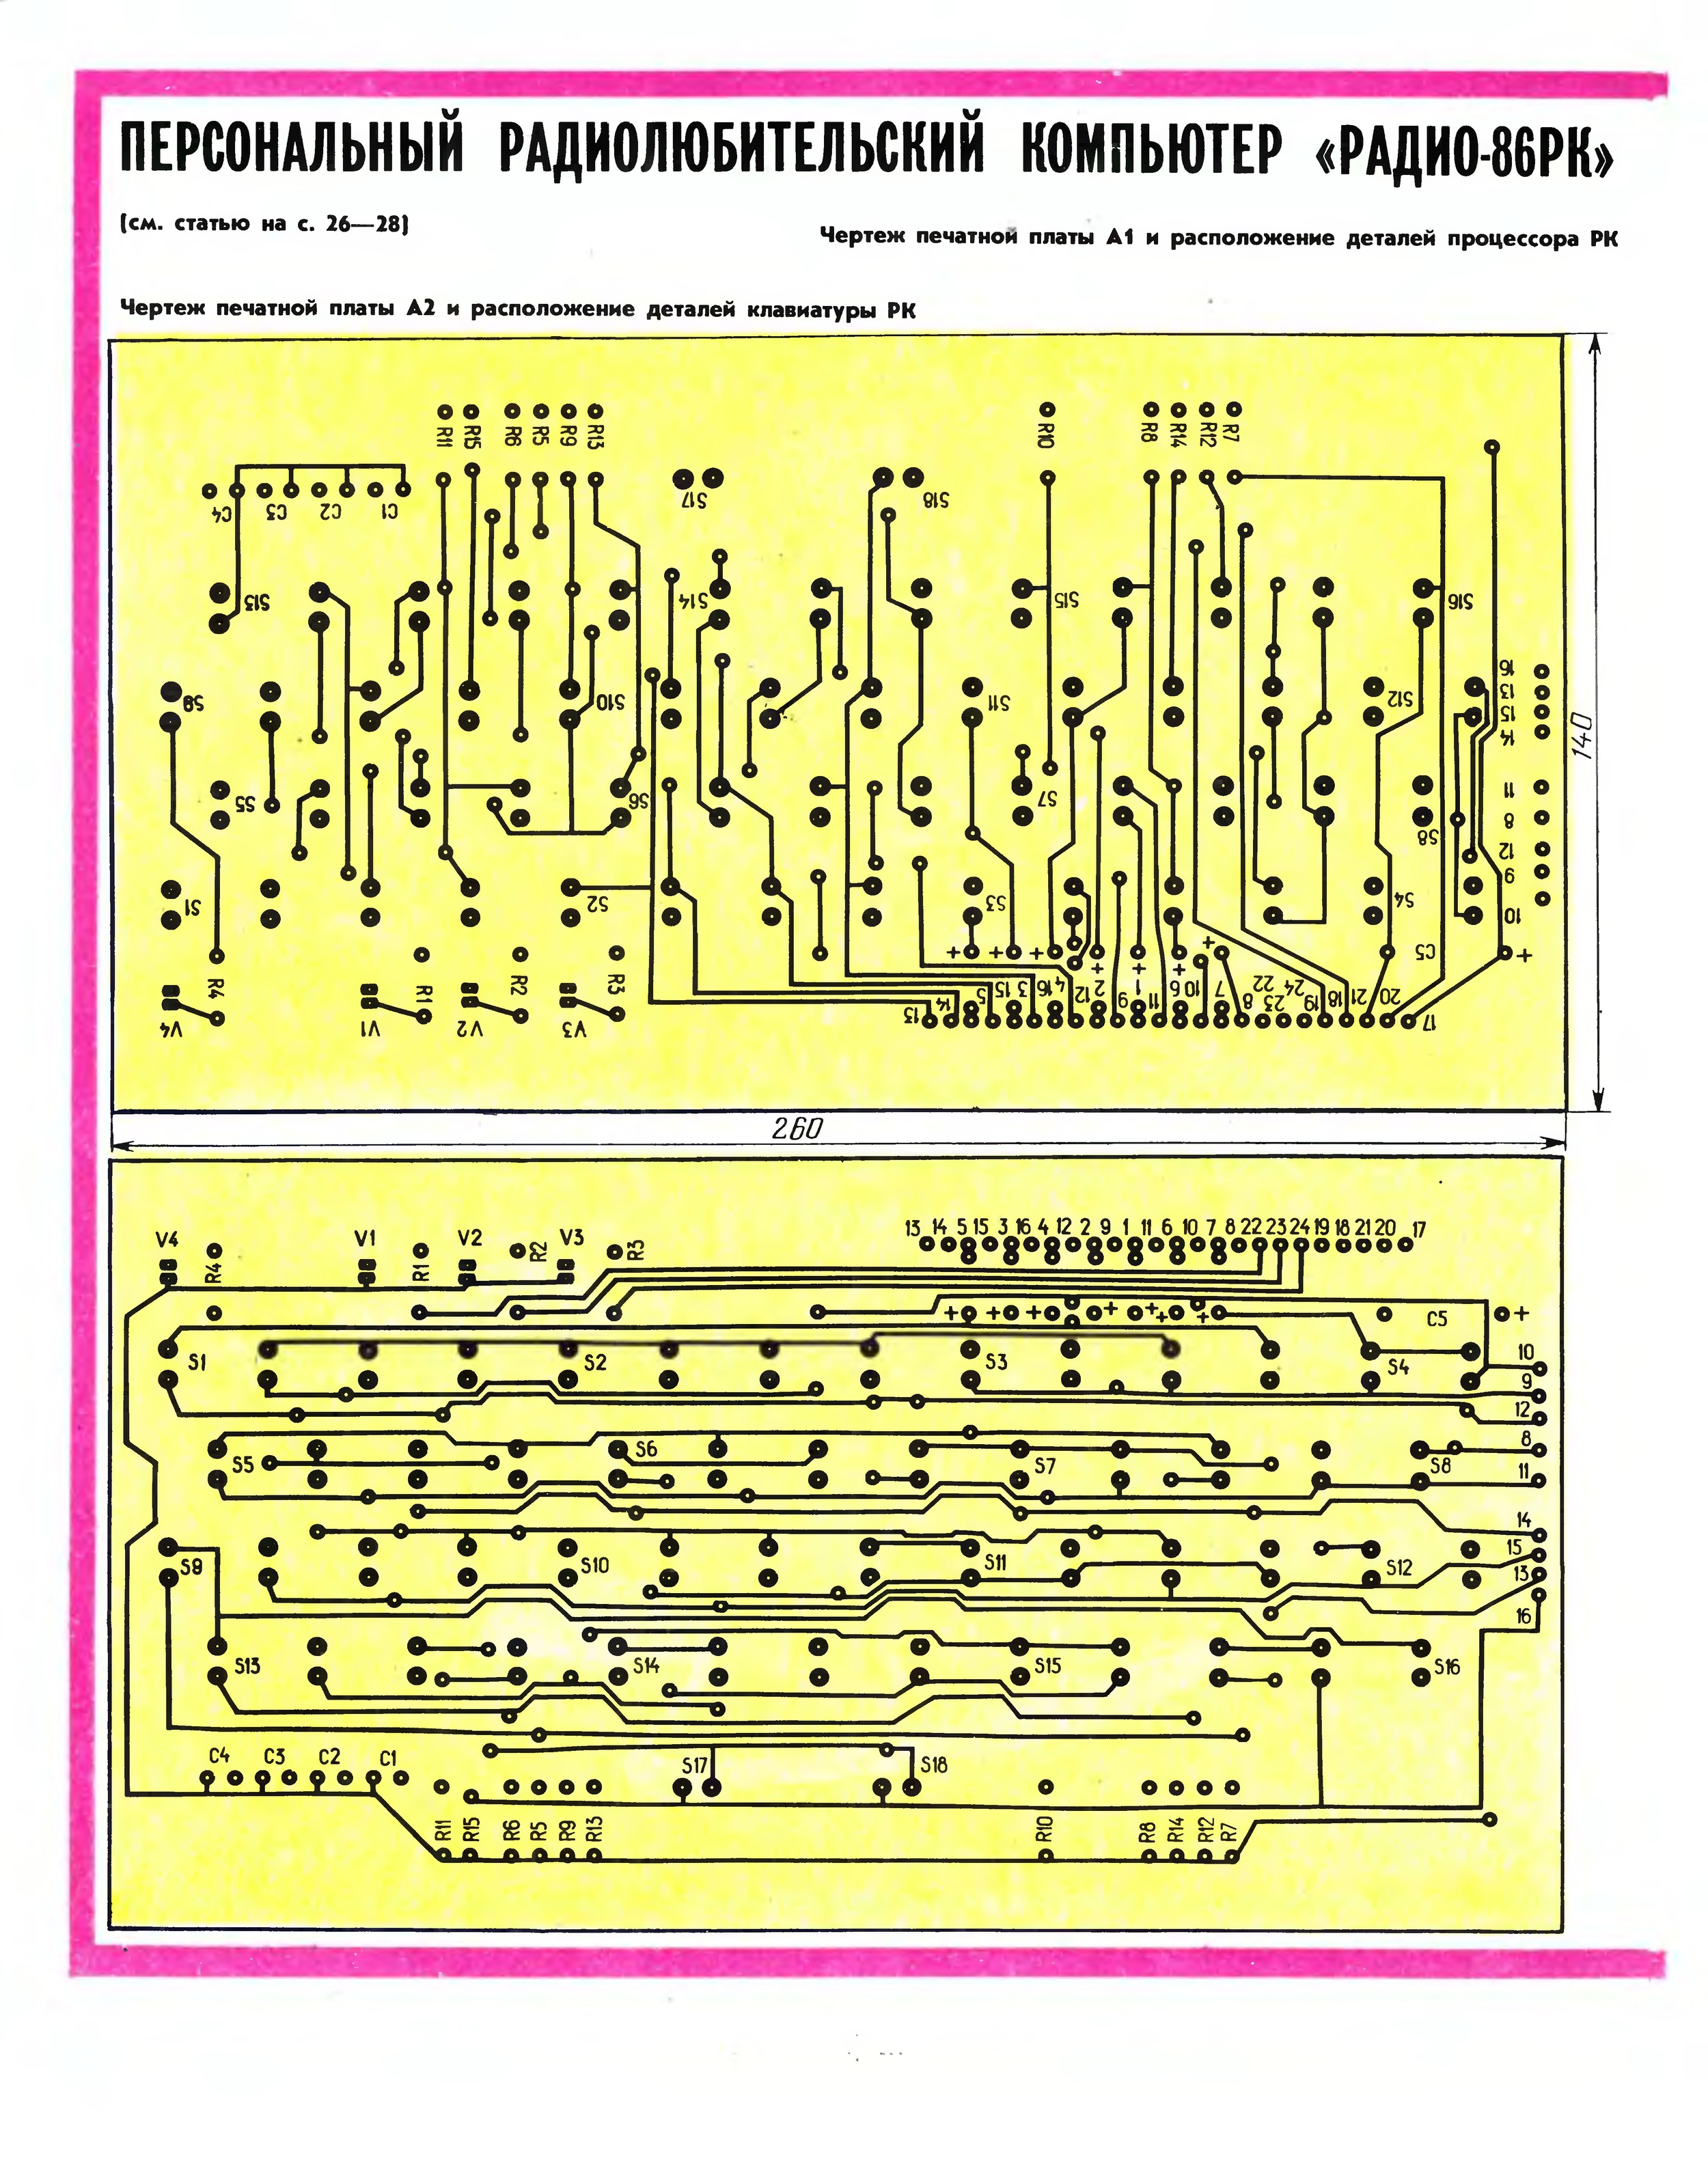 ПЕРСОНАЛЬНЫЙ РАДИОЛЮБИТЕЛЬСКИЙ КОМПЬЮТЕР «РАДИО-86РК»
(см. статью на с. 26—28)
Чертеж печатной платы А1 и расположение деталей процессора РК
Чертеж печатной платы А2 и расположение деталей клавиатуры РК
R11 R15 R6 R5 R9 R13 R10 R8 R14 R12 R7
S17 S18
C4 C3 C2 C1
S13 S14 S15 S16
16
S9 S10 S11 S12 13
15
14
140
S5 S6 S7 S8 11
8
12
9
S1 S2 S3 S4 10
+ + + + + + + C5 +
R4 R1 R2 R3
V4 V1 V2 V3
13 14 5 15 3 16 4 12 2 9 1 11 6 10 7 8 22 23 24 19 18 21 20 17
260
V4 V1 V2 V3
R4 R1 R2 R3
13 14 5 15 3 16 4 12 2 9 1 11 6 10 7 8 22 23 24 19 18 21 20 17
+ + + + + + + C5 +
S1 S2 S3 S4 10
9
12
S5 S6 S7 S8 8
11
14
S9 S10 S11 S12 15
13
16
S13 S14 S15 S16
C4 C3 C2 C1 S17 S18
R11 R15 R6 R5 R9 R13 R10 R8 R14 R12 R7